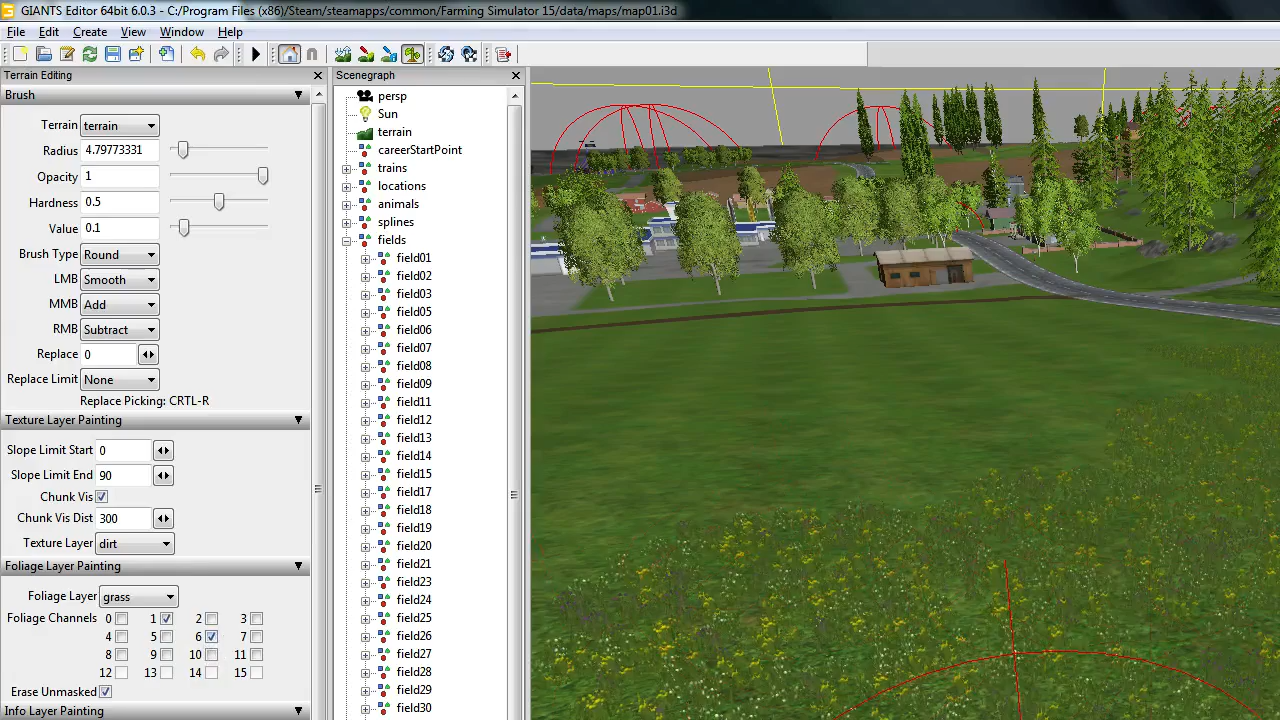 GIANTS Editor 64bit 6.0.3 - C:/Program Files (x86)/Steam/steamapps/common/Farming Simulator 15/data/maps/map01.i3d
File Edit Create View Window Help
Terrain Editing
Brush
Terrain terrain
Radius 4.79773331
Opacity 1
Hardness 0.5
Value 0.1
Brush Type Round
LMB Smooth
MMB Add
RMB Subtract
Replace 0
Replace Limit None
Replace Picking: CRTL-R
Texture Layer Painting
Slope Limit Start 0
Slope Limit End 90
Chunk Vis
Chunk Vis Dist 300
Texture Layer dirt
Foliage Layer Painting
Foliage Layer grass
Foliage Channels 0 1 2 3
4 5 6 7
8 9 10 11
12 13 14 15
Erase Unmasked
Info Layer Painting
Scenegraph
persp
Sun
terrain
careerStartPoint
trains
locations
animals
splines
fields
field01
field02
field03
field05
field06
field07
field08
field09
field11
field12
field13
field14
field15
field17
field18
field19
field20
field21
field23
field24
field25
field26
field27
field28
field29
field30